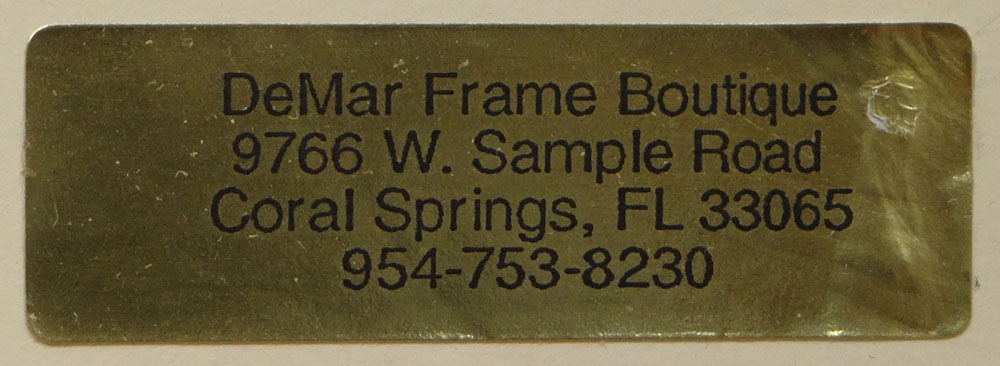 DeMar Frame Boutique
9766 W. Sample Road
Coral Springs, FL 33065
954-753-8230